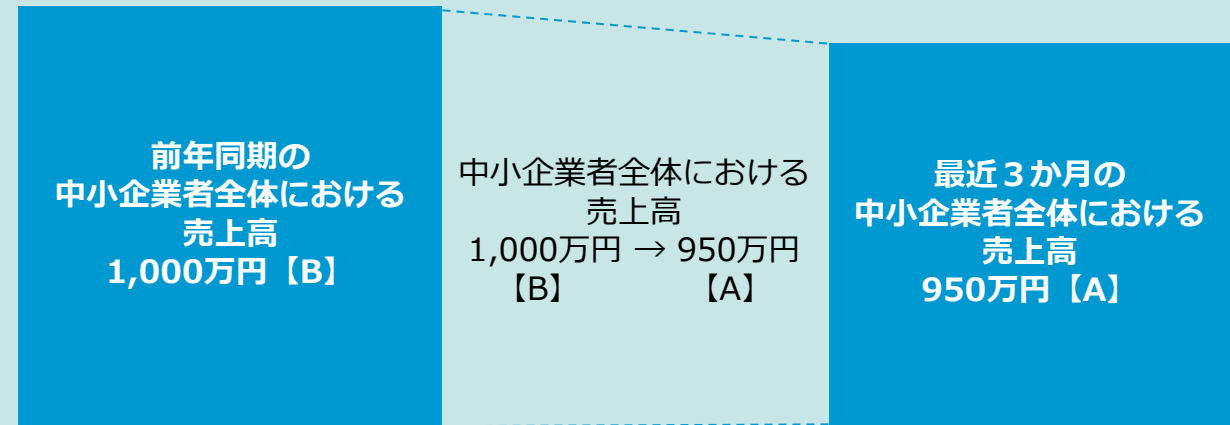 前年同期の
中小企業者全体における
売上高
1,000万円【B】
中小企業者全体における
売上高
1,000万円 → 950万円
【B】 【A】
最近３か月の
中小企業者全体における
売上高
950万円【A】